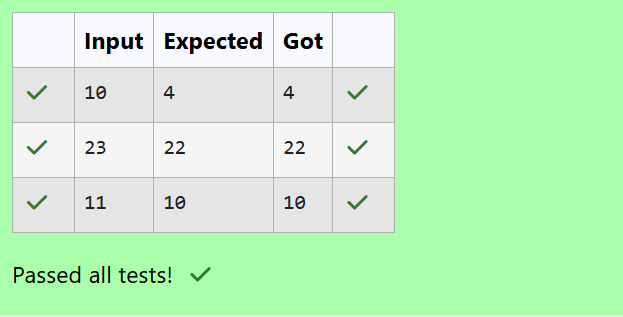 Input Expected Got
10 4 4
23 22 22
11 10 10
Passed all tests!